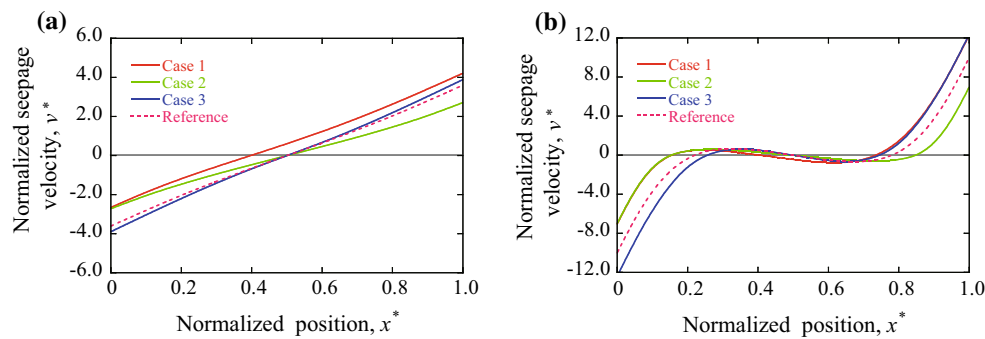 (a)
Normalized seepage
velocity, v*
6.0
4.0
2.0
0
-2.0
-4.0
-6.0
Case 1
Case 2
Case 3
Reference
0
0.2
0.4
0.6
0.8
1.0
Normalized position, x*
(b)
Normalized seepage
velocity, v*
12.0
8.0
4.0
0
-4.0
-8.0
-12.0
Case 1
Case 2
Case 3
Reference
0
0.2
0.4
0.6
0.8
1.0
Normalized position, x*